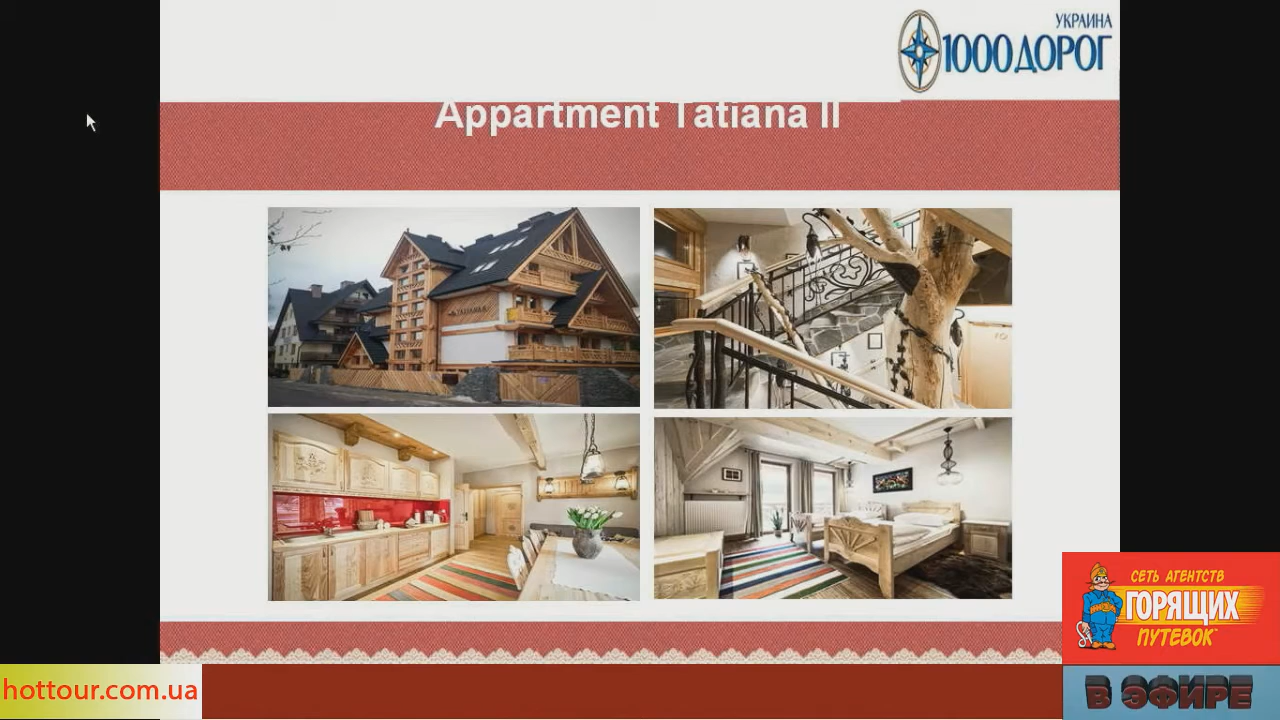 УКРАИНА
1000 ДОРОГ
Appartment Tatiana II
СЕТЬ АГЕНТСТВ
ГОРЯЩИХ
ПУТЕВОК
hottour.com.ua
В ЭФИРЕ